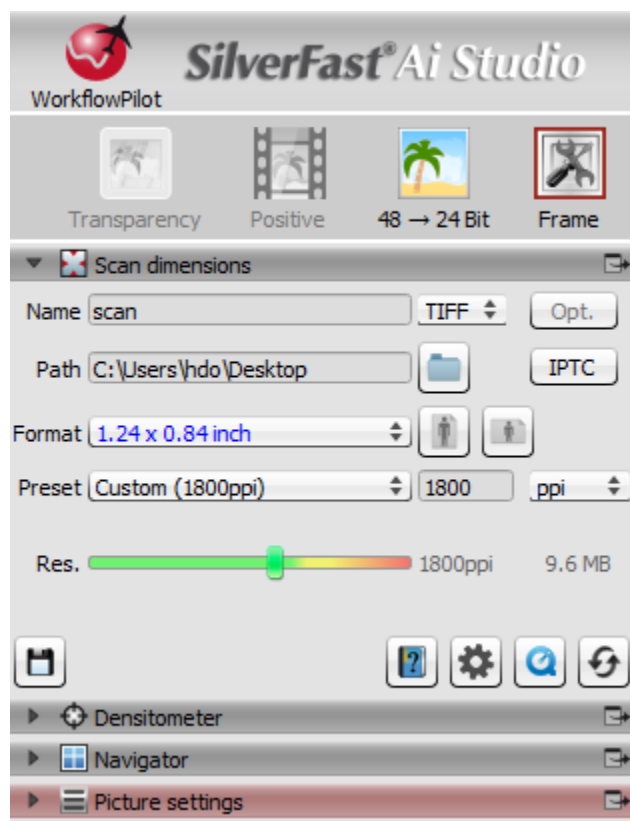 SilverFast® Ai Studio
WorkflowPilot
Transparency Positive 48 → 24 Bit Frame
Scan dimensions
Name scan TIFF Opt.
Path C:\Users\hdo\Desktop IPTC
Format 1.24 x 0.84 inch
Preset Custom (1800ppi) 1800 ppi
Res. 1800ppi 9.6 MB
?
Densitometer
Navigator
Picture settings